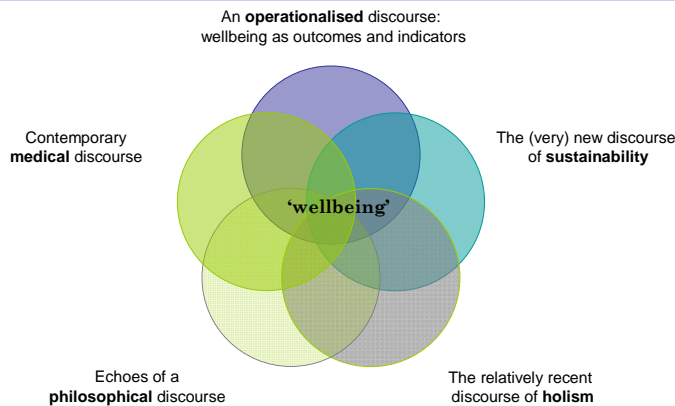 An operationalised discourse:
wellbeing as outcomes and indicators
Contemporary
medical discourse
The (very) new discourse
of sustainability
‘wellbeing’
Echoes of a
philosophical discourse
The relatively recent
discourse of holism